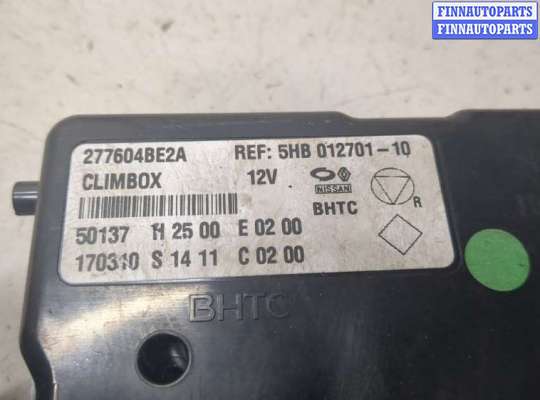 FINNAUTOPARTS
FINNAUTOPARTS
277604BE2A REF: 5HB 012701-10
CLIMBOX 12V NISSAN
BHTC R
50137 H 25 00 E 02 00
170310 S 14 11 C 02 00
BHTC